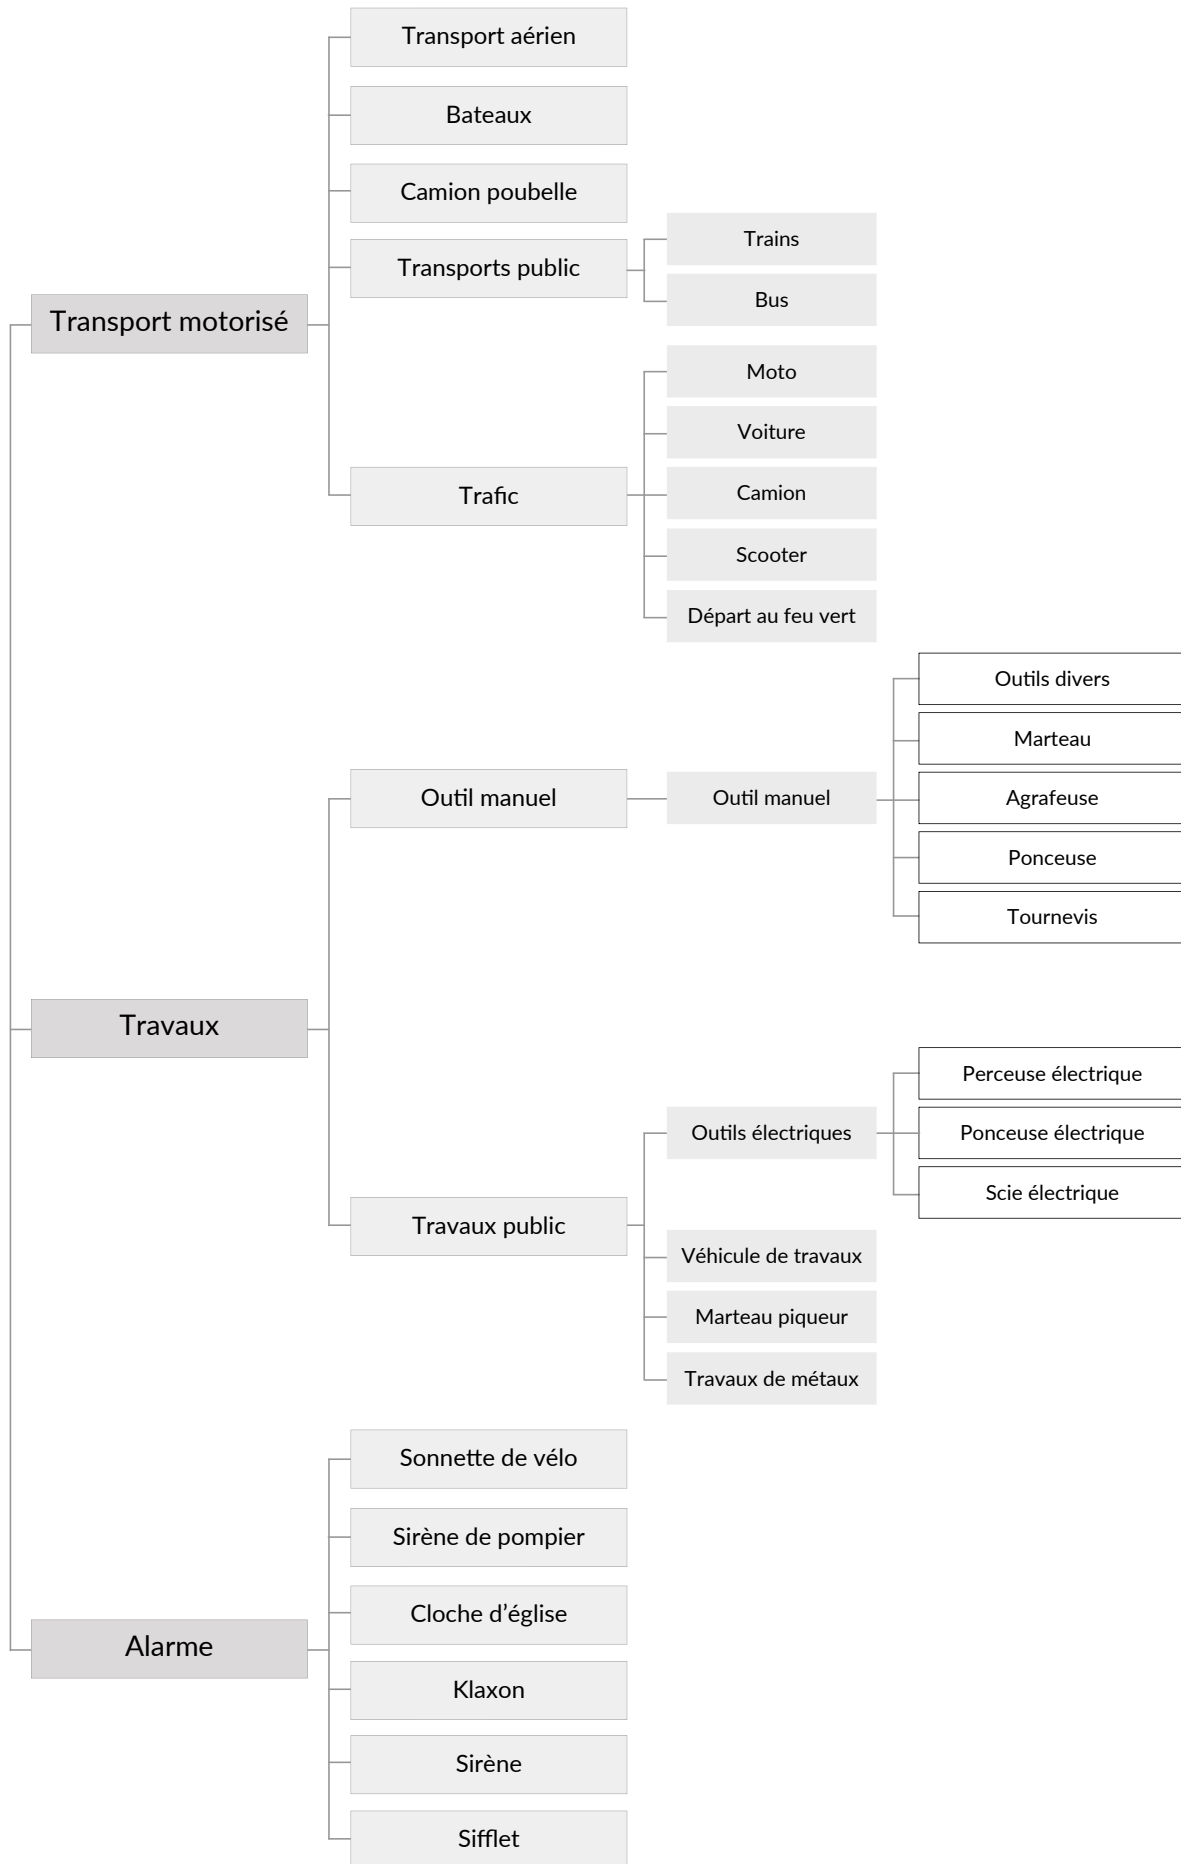 Transport aérien
Bateaux
Camion poubelle
Transports public
Trains
Bus
Transport motorisé
Moto
Voiture
Trafic
Camion
Scooter
Départ au feu vert
Outils divers
Marteau
Outil manuel
Outil manuel
Agrafeuse
Ponceuse
Tournevis
Travaux
Perceuse électrique
Outils électriques
Ponceuse électrique
Scie électrique
Travaux public
Véhicule de travaux
Marteau piqueur
Travaux de métaux
Sonnette de vélo
Sirène de pompier
Cloche d’église
Alarme
Klaxon
Sirène
Sifflet